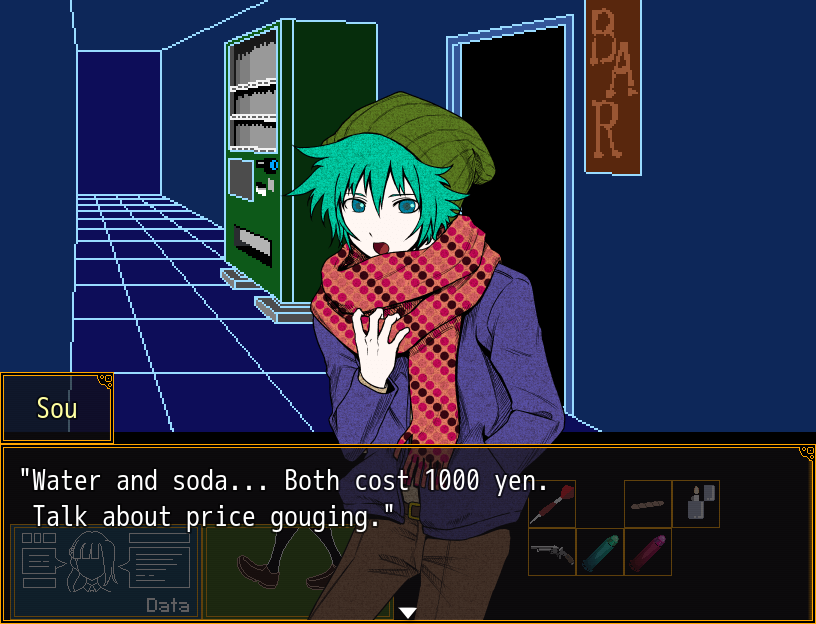 BAR
Sou
"Water and soda... Both cost 1000 yen.
Talk about price gouging."
Data